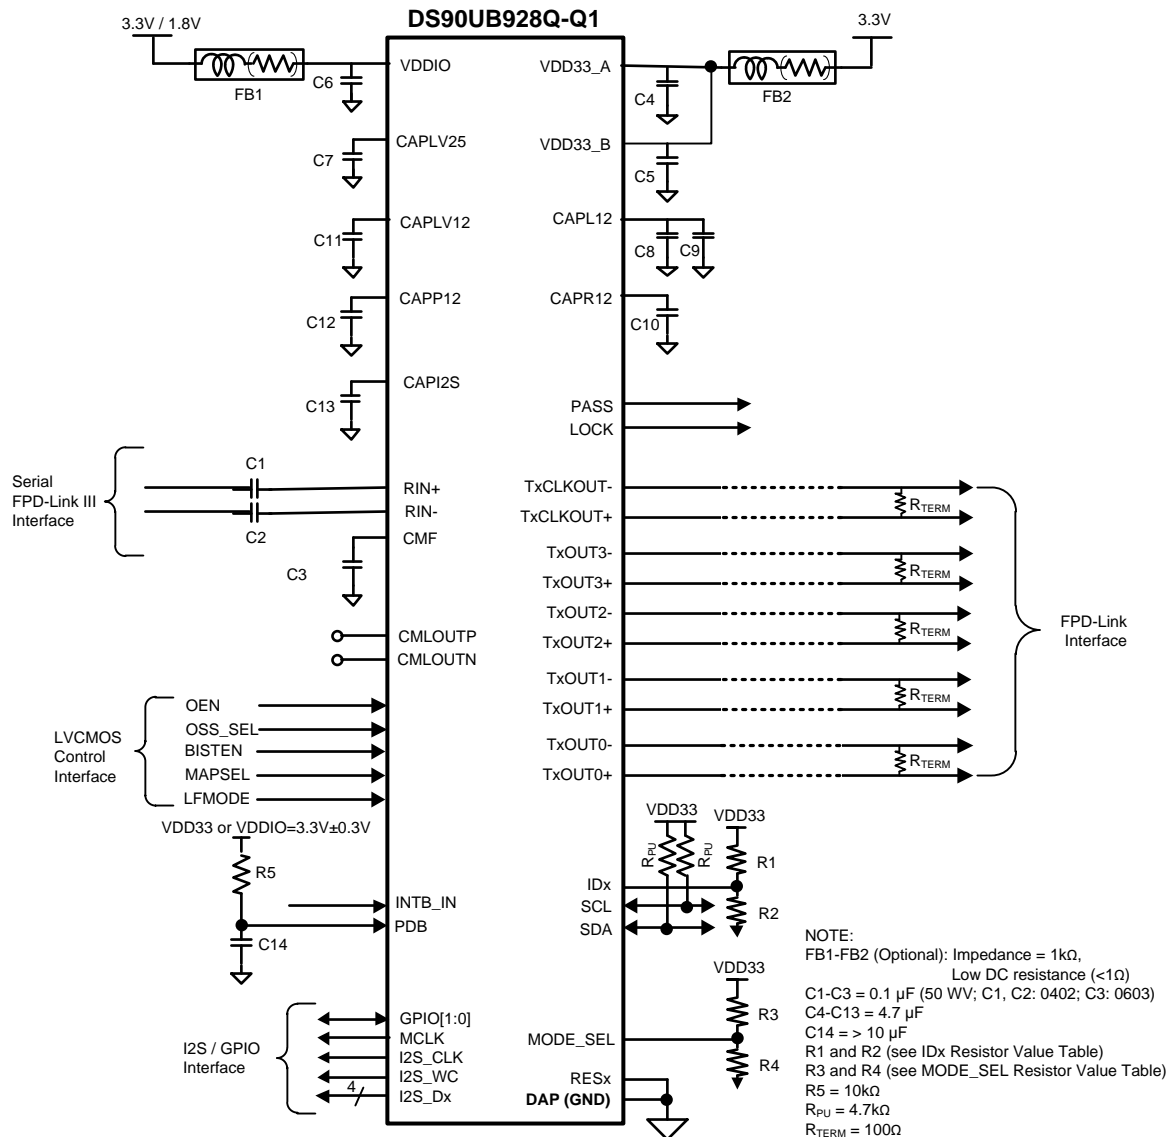 DS90UB928Q-Q1
3.3V / 1.8V
FB1
C6
VDDIO
C7
CAPLV25
C11
CAPLV12
C12
CAPP12
C13
CAPI2S
Serial
FPD-Link III
Interface
C1
C2
RIN+
RIN-
CMF
C3
CMLOUTP
CMLOUTN
LVCMOS
Control
Interface
OEN
OSS_SEL
BISTEN
MAPSEL
LFMODE
VDD33 or VDDIO=3.3V±0.3V
R5
INTB_IN
PDB
C14
I2S / GPIO
Interface
GPIO[1:0]
MCLK
I2S_CLK
I2S_WC
4
I2S_Dx
3.3V
VDD33_A
C4
FB2
VDD33_B
C5
CAPL12
C8
C9
CAPR12
C10
PASS
LOCK
TxCLKOUT-
RTERM
TxCLKOUT+
TxOUT3-
RTERM
TxOUT3+
TxOUT2-
RTERM
TxOUT2+
TxOUT1-
RTERM
TxOUT1+
TxOUT0-
RTERM
TxOUT0+
FPD-Link
Interface
VDD33
VDD33
RPU
RPU
R1
IDx
SCL
R2
SDA
VDD33
R3
MODE_SEL
R4
RESx
DAP (GND)
NOTE:
FB1-FB2 (Optional): Impedance = 1kΩ,
Low DC resistance (<1Ω)
C1-C3 = 0.1 µF (50 WV; C1, C2: 0402; C3: 0603)
C4-C13 = 4.7 µF
C14 = > 10 µF
R1 and R2 (see IDx Resistor Value Table)
R3 and R4 (see MODE_SEL Resistor Value Table)
R5 = 10kΩ
RPU = 4.7kΩ
RTERM = 100Ω